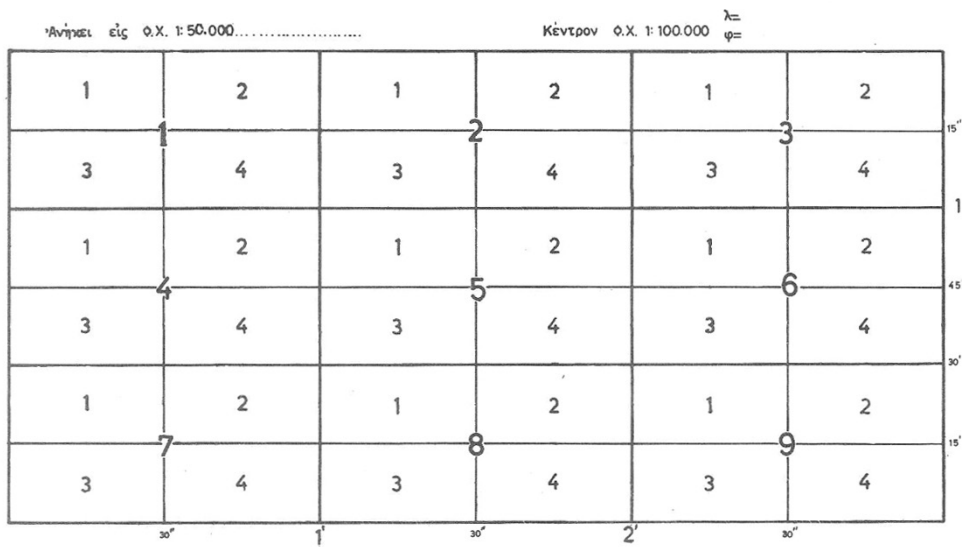 λ=
Ἀνήκει εἰς Φ.Χ. 1:50.000........................ Κέντρον Φ.Χ. 1:100.000 φ=
1 2 1 2 1 2
1 2 3 15"
3 4 3 4 3 4
1
1 2 1 2 1 2
4 5 6 45
3 4 3 4 3 4
30'
1 2 1 2 1 2
7 8 9 15'
3 4 3 4 3 4
30" 1' 30" 2' 30"